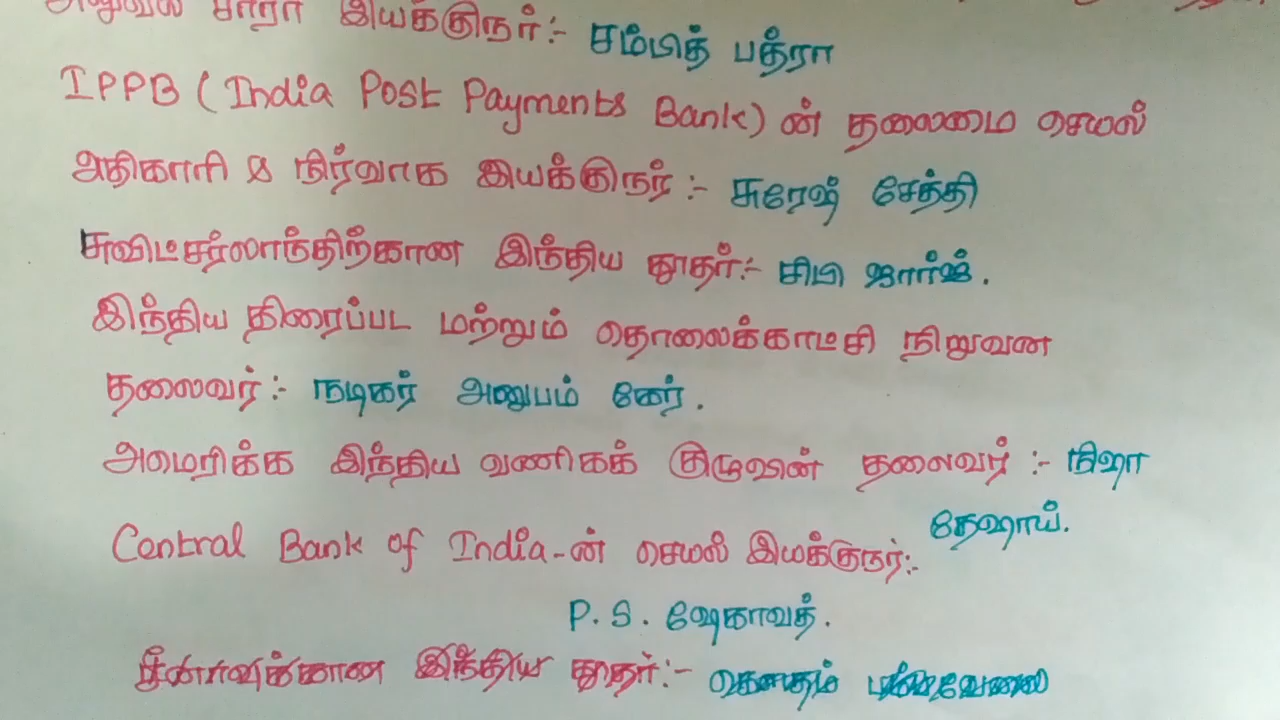 அலுவல் சாரா இயக்குநர்:- சம்பித் பத்ரா
IPPB (India Post Payments Bank) ன் தலைமை செயல்
அதிகாரி & நிர்வாக இயக்குநர்:- சுரேஷ் சேத்தி
சுவிட்சர்லாந்திற்கான இந்திய தூதர்:- சிபி ஜார்ஜ்.
இந்திய திரைப்பட மற்றும் தொலைக்காட்சி நிறுவன
தலைவர்:- நடிகர் அனுபம் கேர்.
அமெரிக்க இந்திய வணிகக் குழுவின் தலைவர் :- நிஷா
தேஷாய்.
Central Bank of India-ன் செயல் இயக்குநர்:-
P. S. ஷேகாவத்.
சீனாவுக்கான இந்திய தூதர்:- கௌதம்